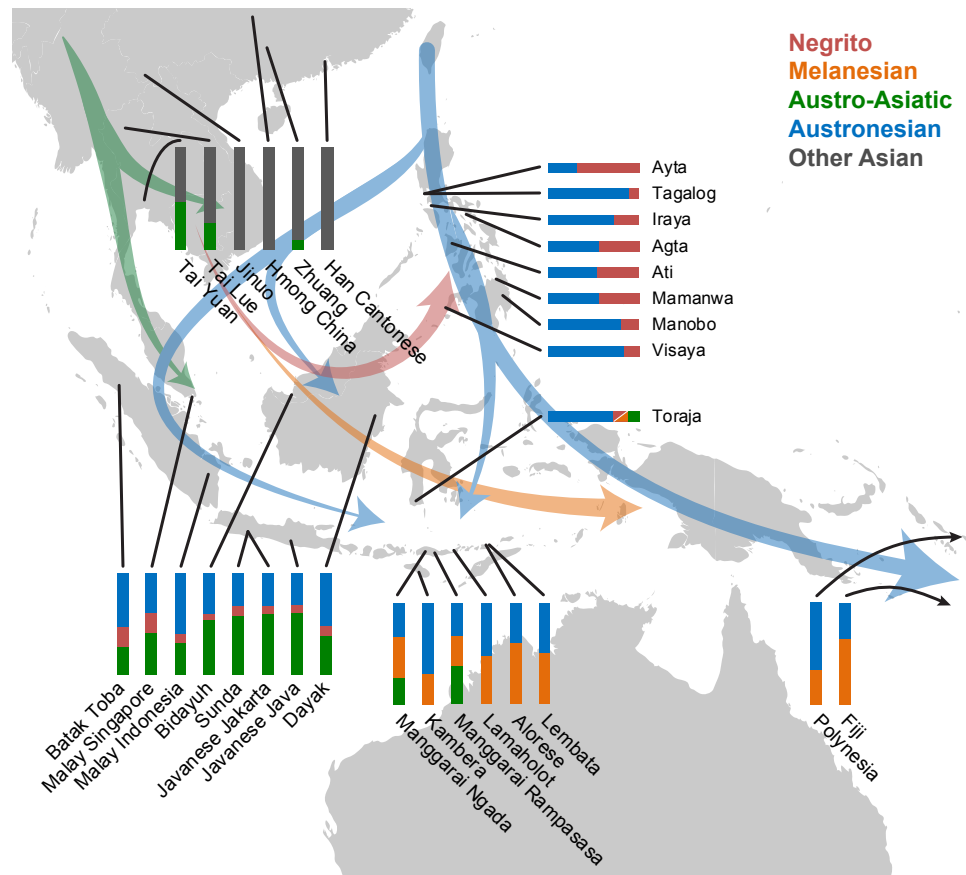 Negrito
Melanesian
Austro-Asiatic
Austronesian
Other Asian
Ayta
Tagalog
Iraya
Agta
Ati
Mamanwa
Manobo
Visaya
Toraja
Tai Yuan
Tai Lue
Jinuo
Hmong China
Zhuang
Han Cantonese
Batak Toba
Malay Singapore
Malay Indonesia
Bidayuh
Sunda
Javanese Jakarta
Javanese Java
Dayak
Manggarai Ngada
Kambera
Manggarai Rampasasa
Lamaholot
Alorese
Lembata
Polynesia
Fiji